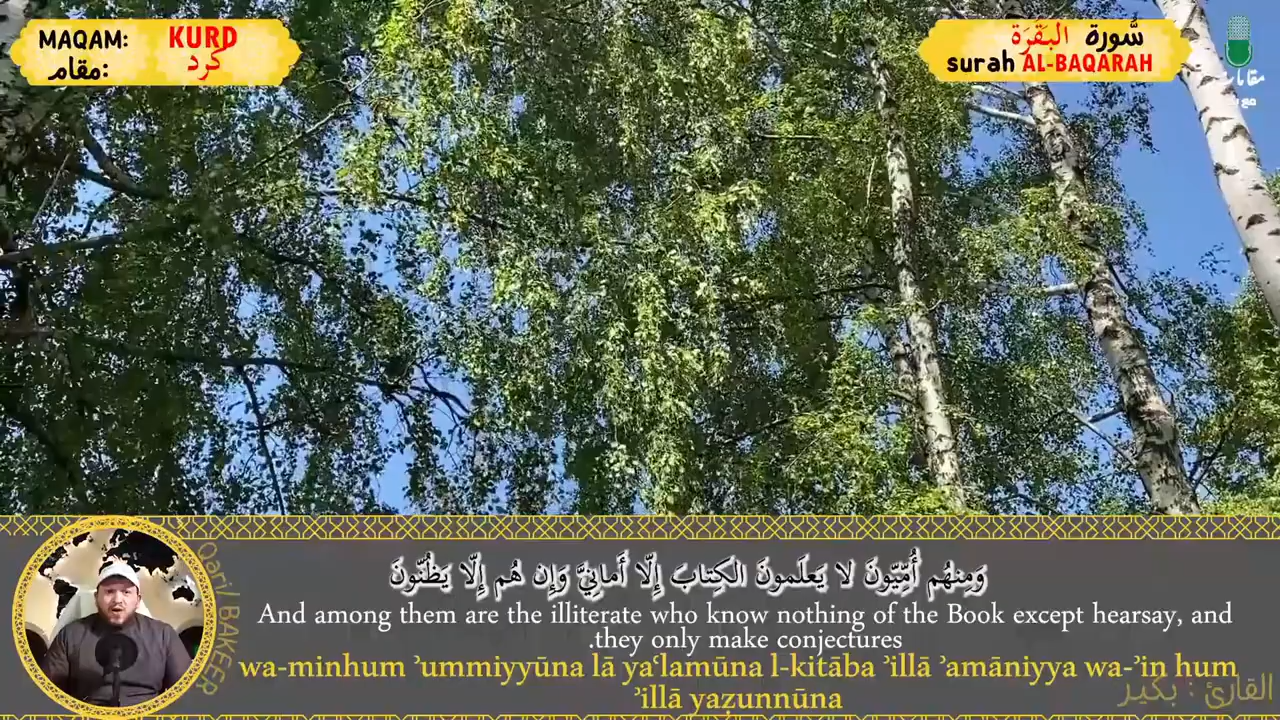 MAQAM: KURD
مقام: كرد
سُّورة البَقَرَة
surah AL-BAQARAH
مقامات
مع
وَمِنهُم أُمِّيّونَ لا يَعلَمونَ الكِتابَ إِلّا أَمانِيَّ وَإِن هُم إِلّا يَظُنّونَ
And among them are the illiterate who know nothing of the Book except hearsay, and
.they only make conjectures
wa-minhum ʾummiyyūna lā yaʿlamūna l-kitāba ʾillā ʾamāniyya wa-ʾin hum
ʾillā yaẓunnūna
Qari/ BAKEER
القارئ : بكير